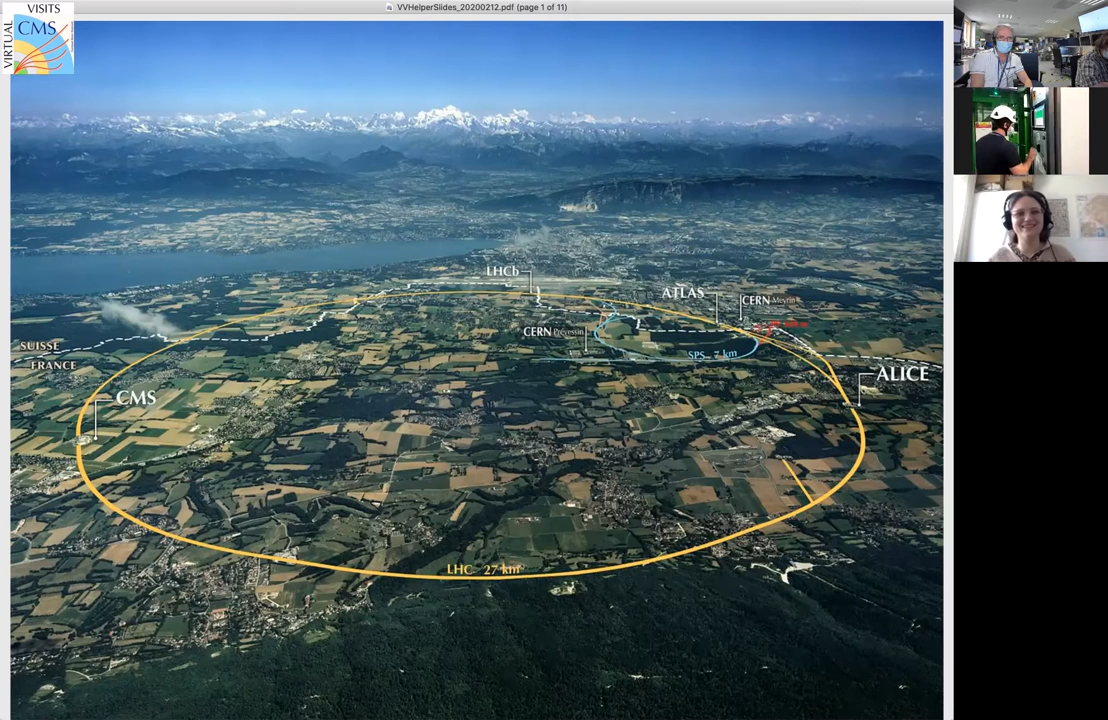 VVHelperSlides_20200212.pdf (page 1 of 11)
VISITS
VIRTUAL
CMS
LHCb
ATLAS
CERN Meyrin
CERN Prévessin
SUISSE
FRANCE
SPS 7 km
ALICE
CMS
LHC 27 km